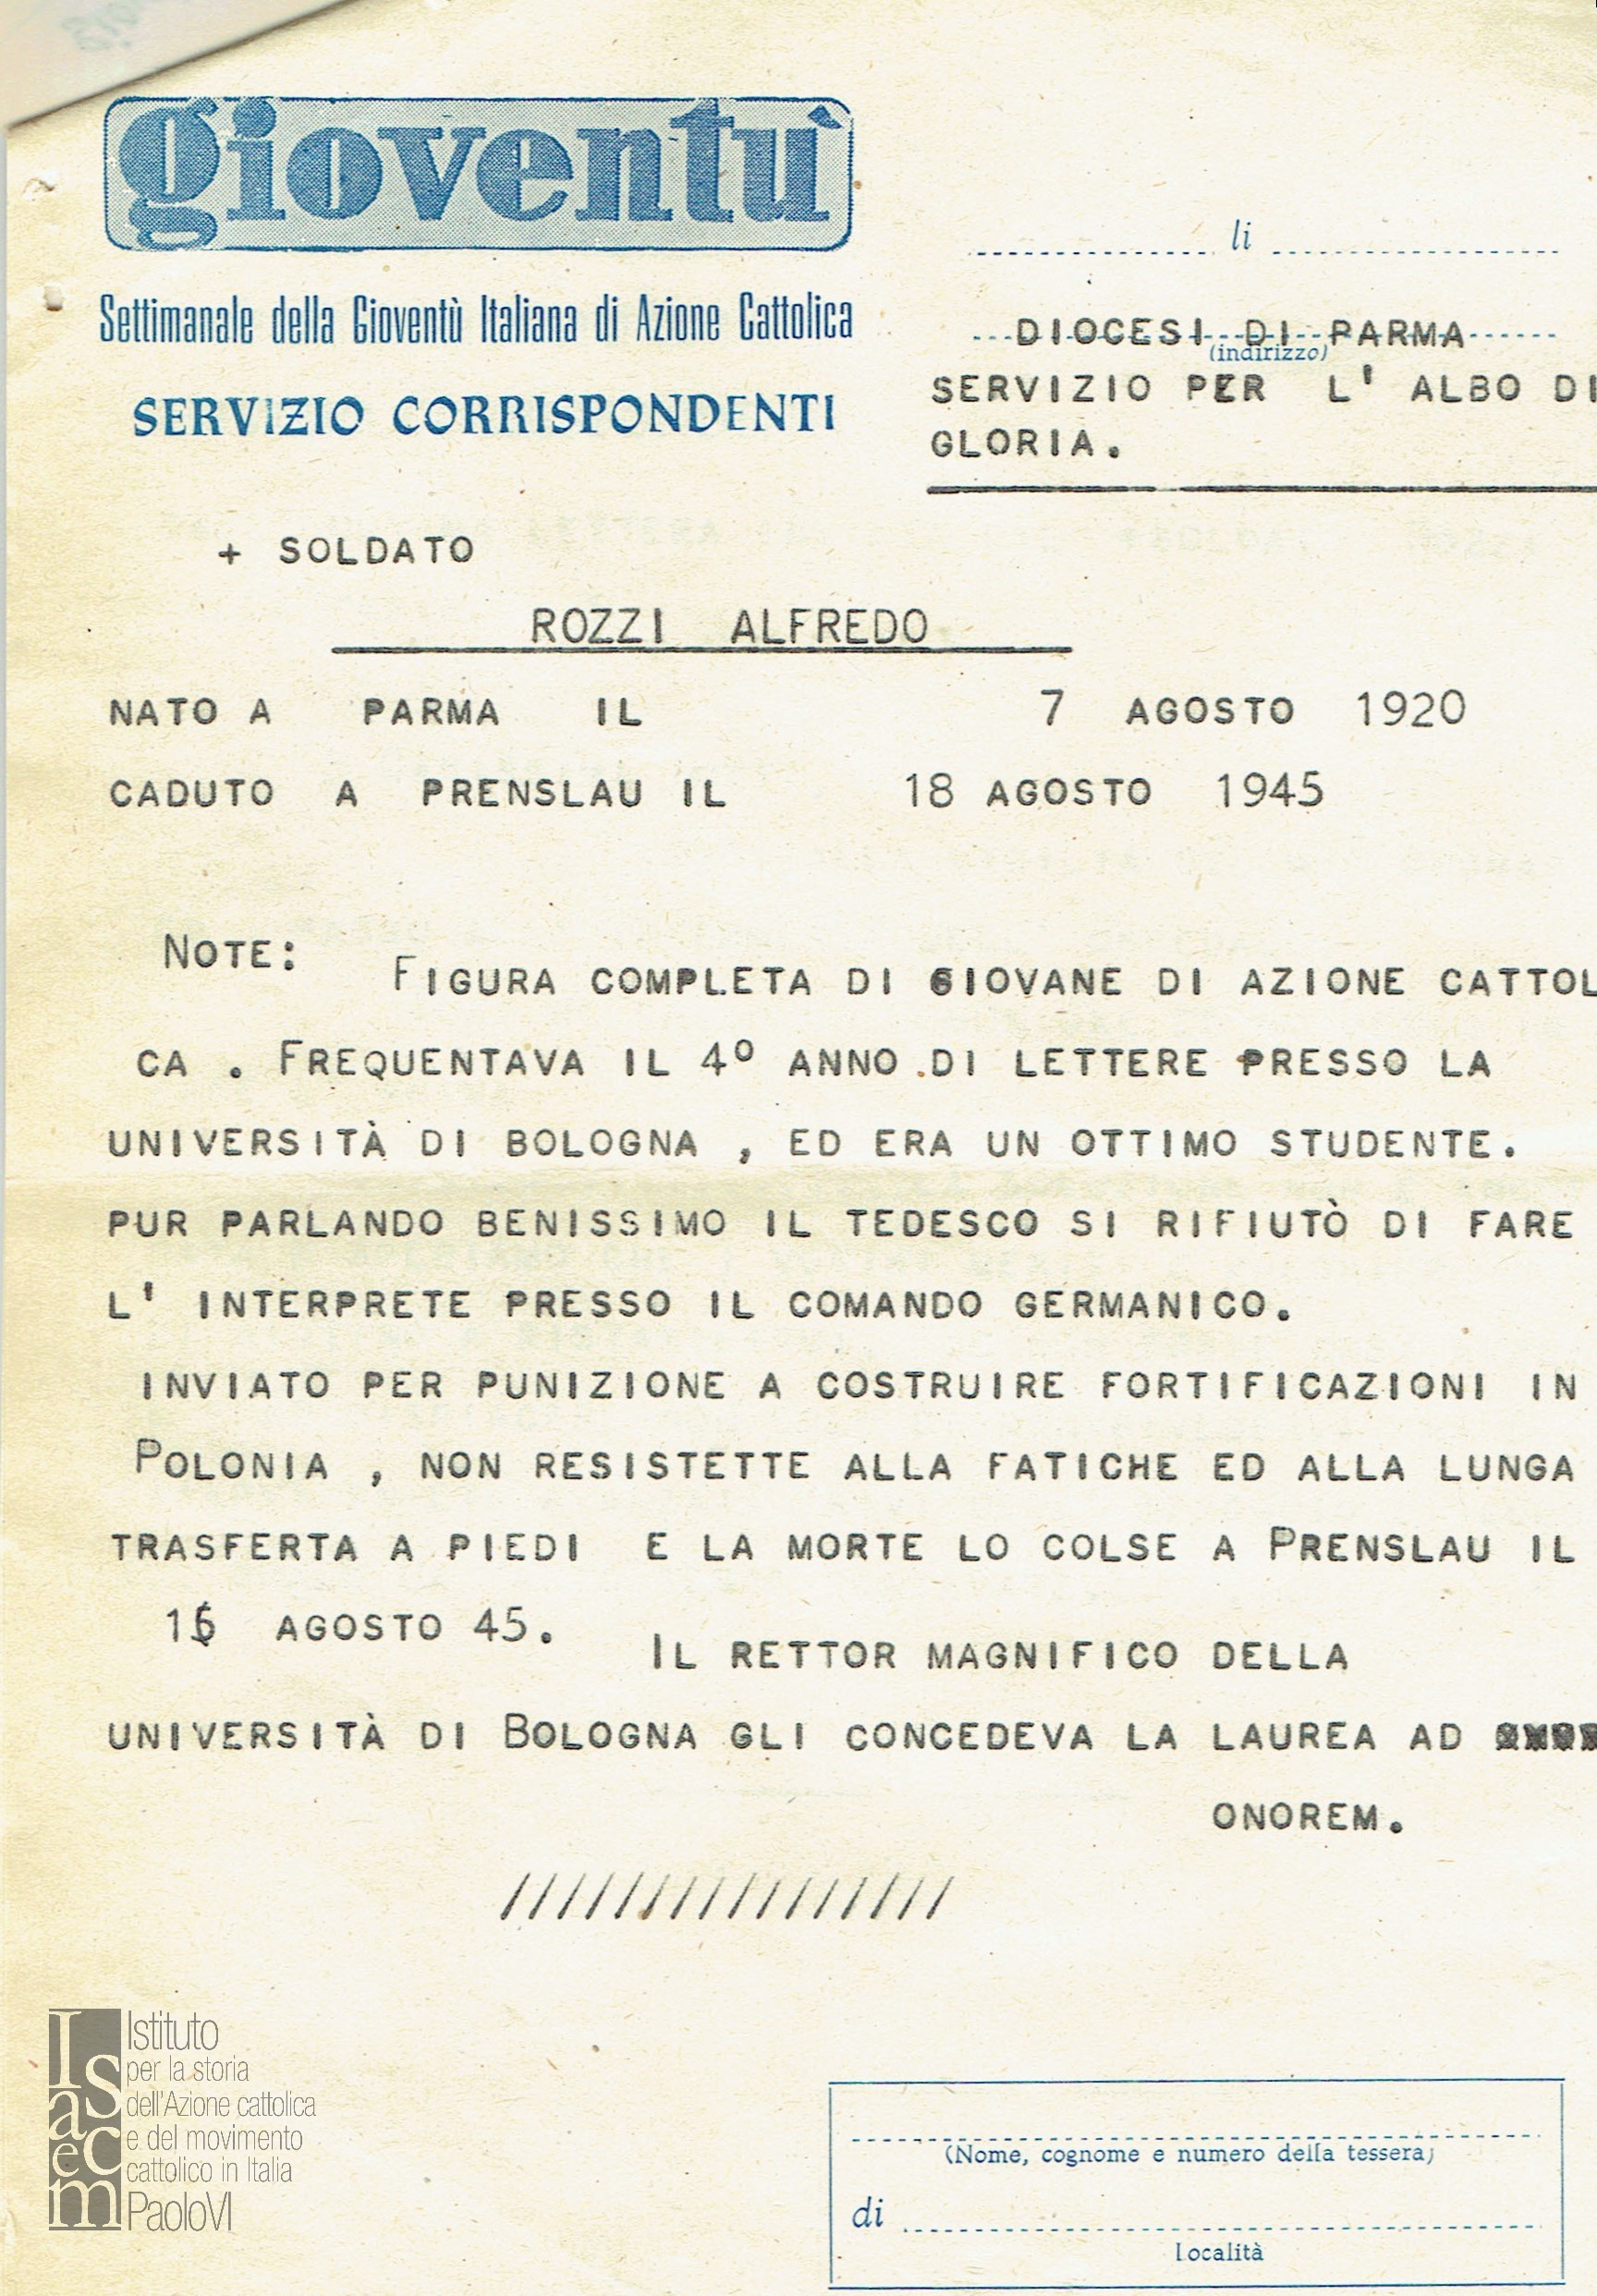 gioventù
li
Settimanale della Gioventù Italiana di Azione Cattolica
DIOCESI DI PARMA
(indirizzo)
SERVIZIO CORRISPONDENTI
SERVIZIO PER L' ALBO DI
GLORIA.
+ SOLDATO
ROZZI ALFREDO
NATO A PARMA IL 7 AGOSTO 1920
CADUTO A PRENSLAU IL 18 AGOSTO 1945
NOTE: FIGURA COMPLETA DI GIOVANE DI AZIONE CATTOL
CA . FREQUENTAVA IL 4º ANNO DI LETTERE PRESSO LA
UNIVERSITÀ DI BOLOGNA , ED ERA UN OTTIMO STUDENTE.
PUR PARLANDO BENISSIMO IL TEDESCO SI RIFIUTÒ DI FARE
L' INTERPRETE PRESSO IL COMANDO GERMANICO.
INVIATO PER PUNIZIONE A COSTRUIRE FORTIFICAZIONI IN
POLONIA , NON RESISTETTE ALLA FATICHE ED ALLA LUNGA
TRASFERTA A PIEDI E LA MORTE LO COLSE A PRENSLAU IL
AGOSTO 45. IL RETTOR MAGNIFICO DELLA
UNIVERSITÀ DI BOLOGNA GLI CONCEDEVA LA LAUREA AD
ONOREM.
////////////////
Isacem
Istituto
per la storia
dell'Azione cattolica
e del movimento
cattolico in Italia
PaoloVI
(Nome, cognome e numero della tessera)
di
Località